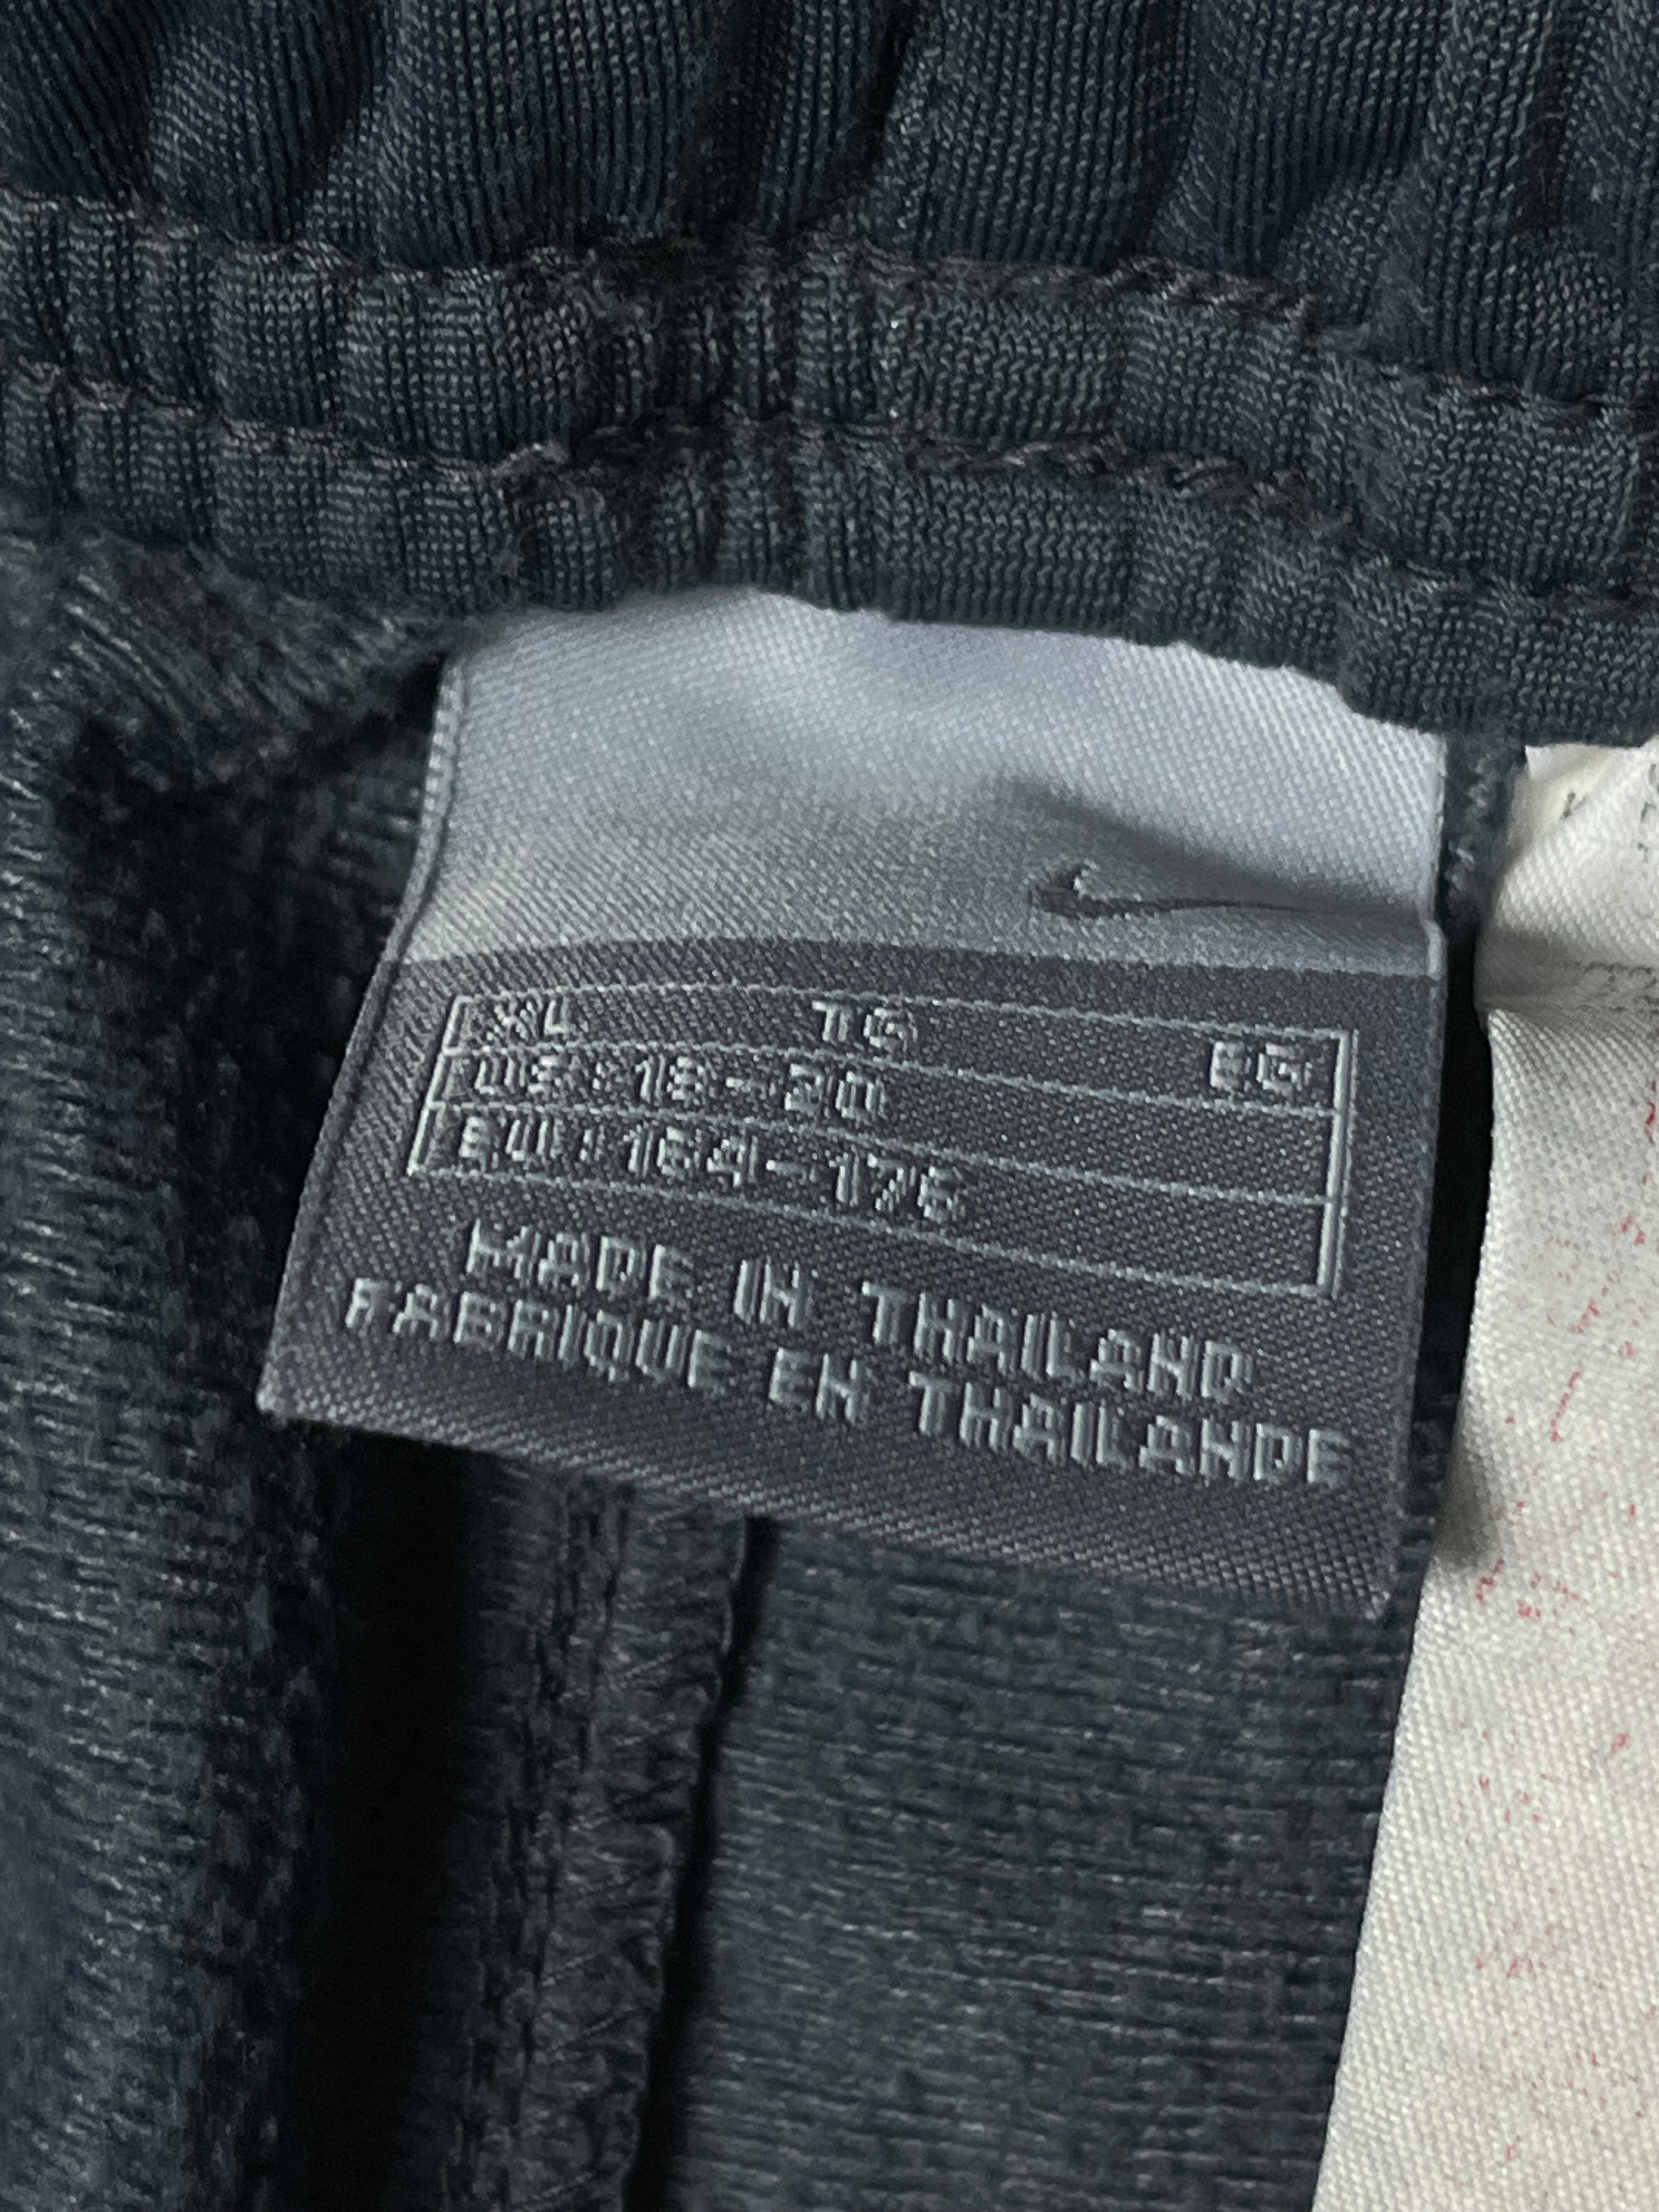 XL TG EG
US: 18-20
EU: 164-176
MADE IN THAILAND
FABRIQUE EN THAILANDE